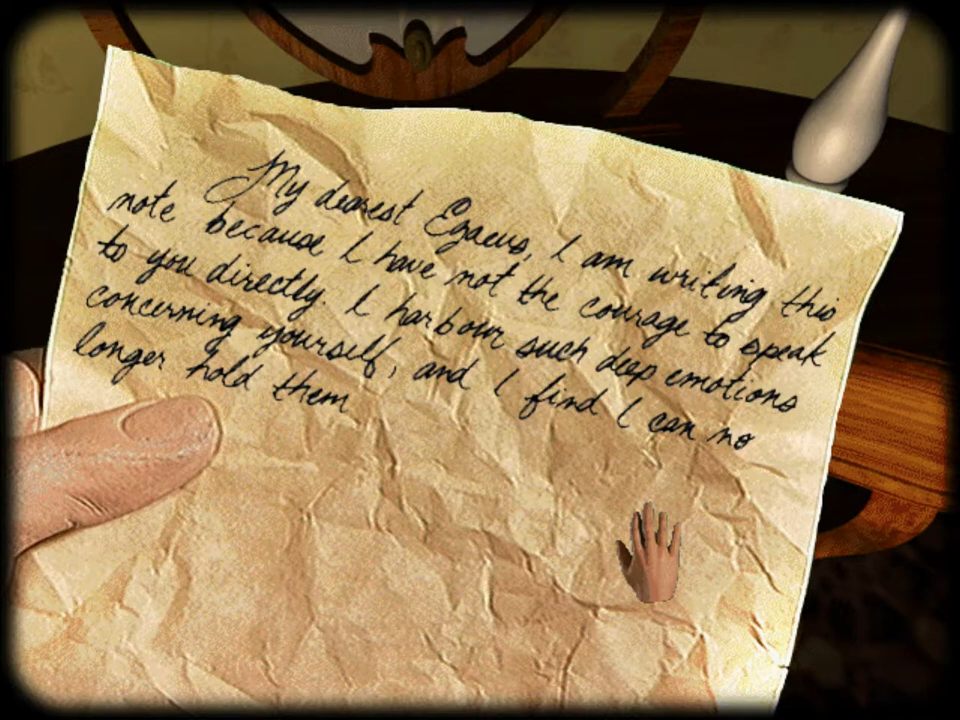 My dearest Egaeus, I am writing this
note because I have not the courage to speak
to you directly. I harbour such deep emotions
concerning yourself, and I find I can no
longer hold them